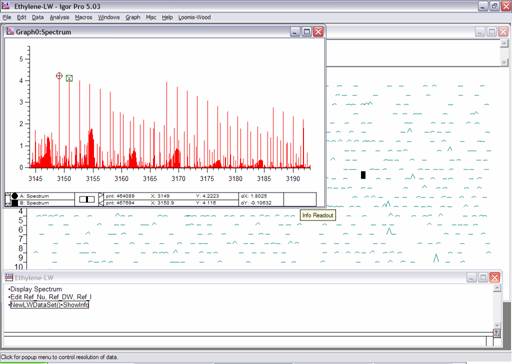 Ethylene-LW - Igor Pro 5.03
File Edit Data Analysis Macros Windows Graph Misc Help Loomis-Wood
Graph0:Spectrum
5
4
3
2
1
0
3145 3150 3155 3160 3165 3170 3175 3180 3185 3190
A: Spectrum pnt: 464089 X: 3149 Y: 4.2223 dX: 1.8025
B: Spectrum pnt: 467694 X: 3150.8 Y: 4.116 dY: -0.10632
Info Readout
4
5
6
7
8
9
10
Ethylene-LW
•Display Spectrum
•Edit Ref_Nu, Ref_DW, Ref_I
•NewLWDataSet()•ShowInfo
Click for popup menu to control resolution of data.